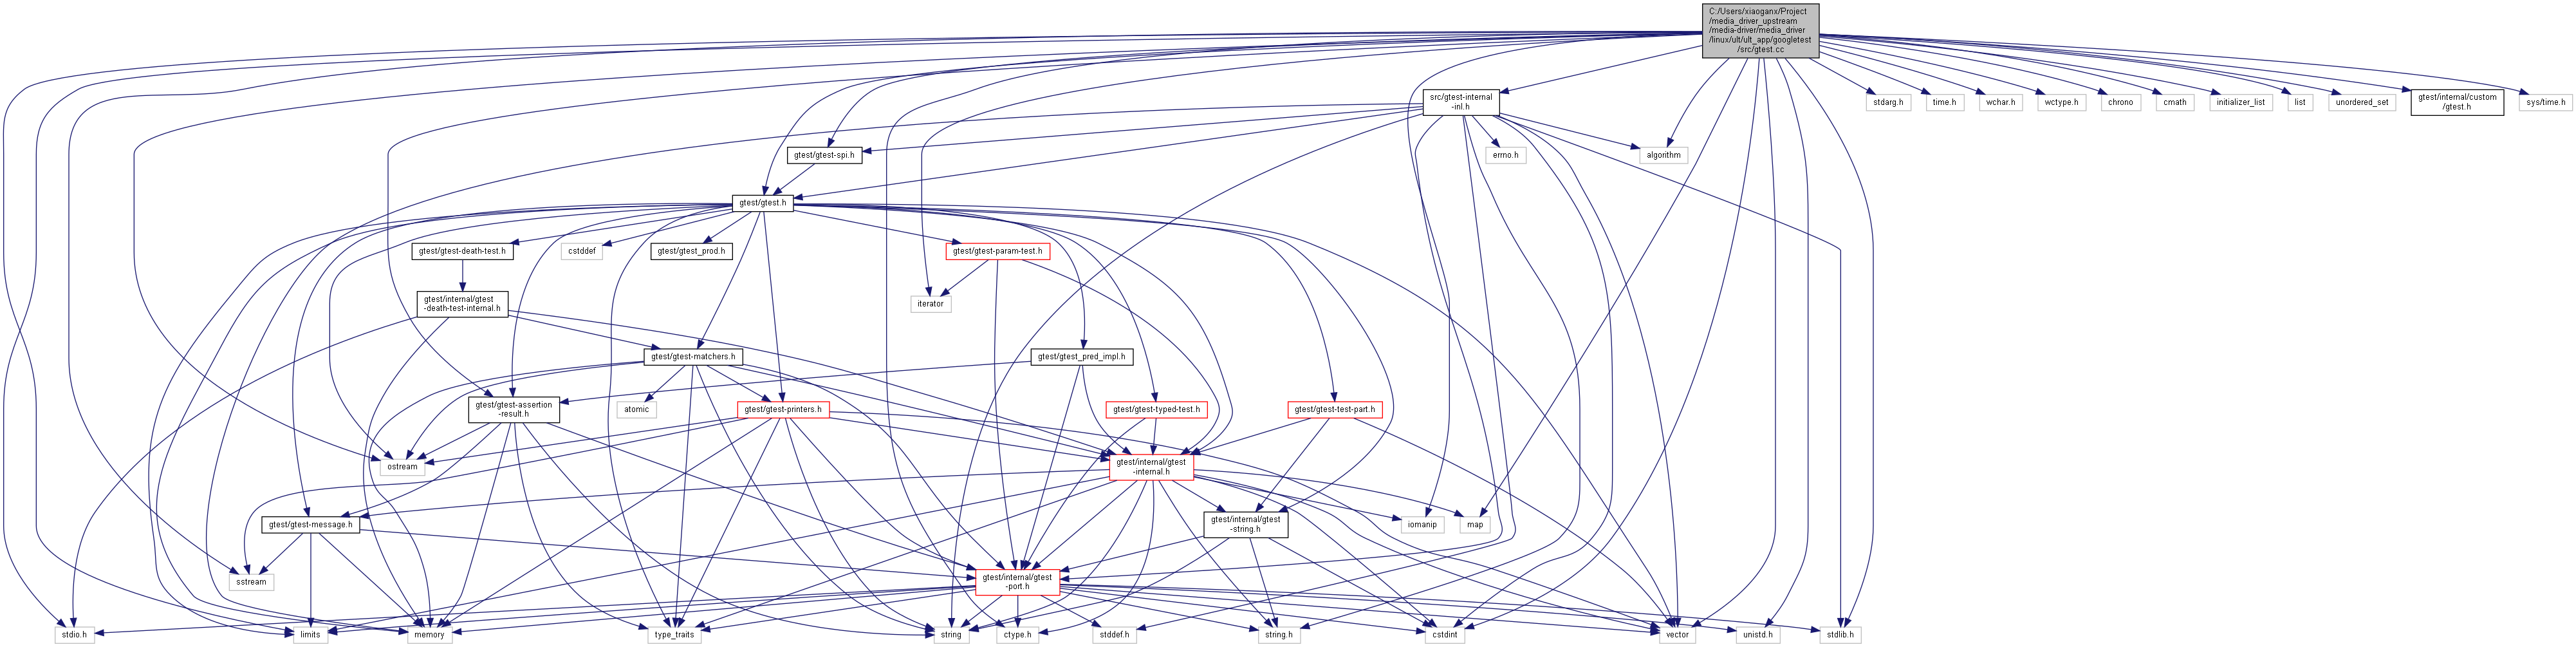 C:/Users/xiaoganx/Project
/media_driver_upstream
/media-driver/media_driver
/linux/ult/ult_app/googletest
/src/gtest.cc
src/gtest-internal
-inl.h
stdarg.h
time.h
wchar.h
wctype.h
chrono
cmath
initializer_list
list
unordered_set
gtest/internal/custom
/gtest.h
sys/time.h
gtest/gtest-spi.h
errno.h
algorithm
gtest/gtest.h
gtest/gtest-death-test.h
cstddef
gtest/gtest_prod.h
gtest/gtest-param-test.h
gtest/internal/gtest
-death-test-internal.h
iterator
gtest/gtest-matchers.h
gtest/gtest_pred_impl.h
gtest/gtest-assertion
-result.h
atomic
gtest/gtest-printers.h
gtest/gtest-typed-test.h
gtest/gtest-test-part.h
ostream
gtest/internal/gtest
-internal.h
gtest/gtest-message.h
gtest/internal/gtest
-string.h
iomanip
map
sstream
gtest/internal/gtest
-port.h
stdio.h
limits
memory
type_traits
string
ctype.h
stddef.h
string.h
cstdint
vector
unistd.h
stdlib.h